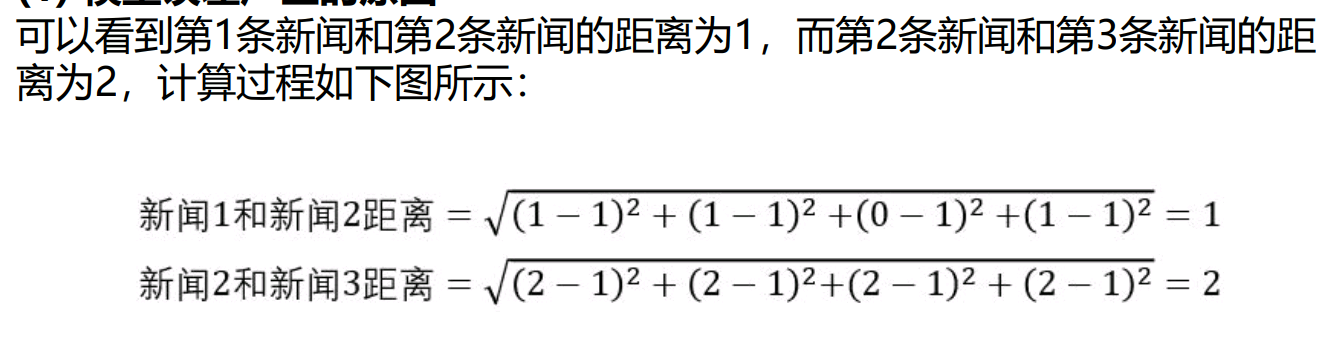 可以看到第1条新闻和第2条新闻的距离为1，而第2条新闻和第3条新闻的距
离为2，计算过程如下图所示：
新闻1和新闻2距离 = √(1 − 1)² + (1 − 1)² +(0 − 1)² +(1 − 1)² = 1
新闻2和新闻3距离 = √(2 − 1)² + (2 − 1)²+(2 − 1)² + (2 − 1)² = 2